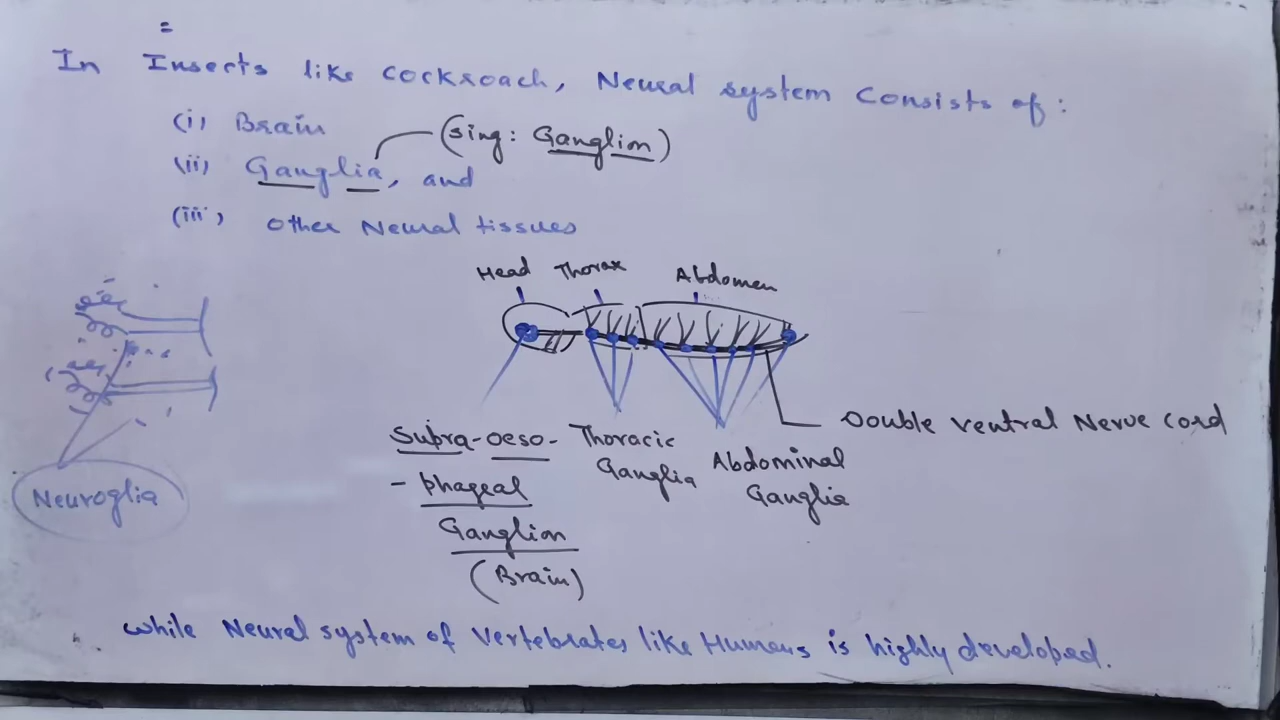 In Insects like cockroach, Neural system consists of:
(i) Brain
(sing: Ganglion)
(ii) Ganglia, and
(iii) other Neural tissues
Head Thorax Abdomen
Double ventral Nerve cord
Supra-oeso-
- phageal
Ganglion
(Brain)
Thoracic
Ganglia
Abdominal
Ganglia
Neuroglia
while Neural system of Vertebrates like Humans is highly developed.